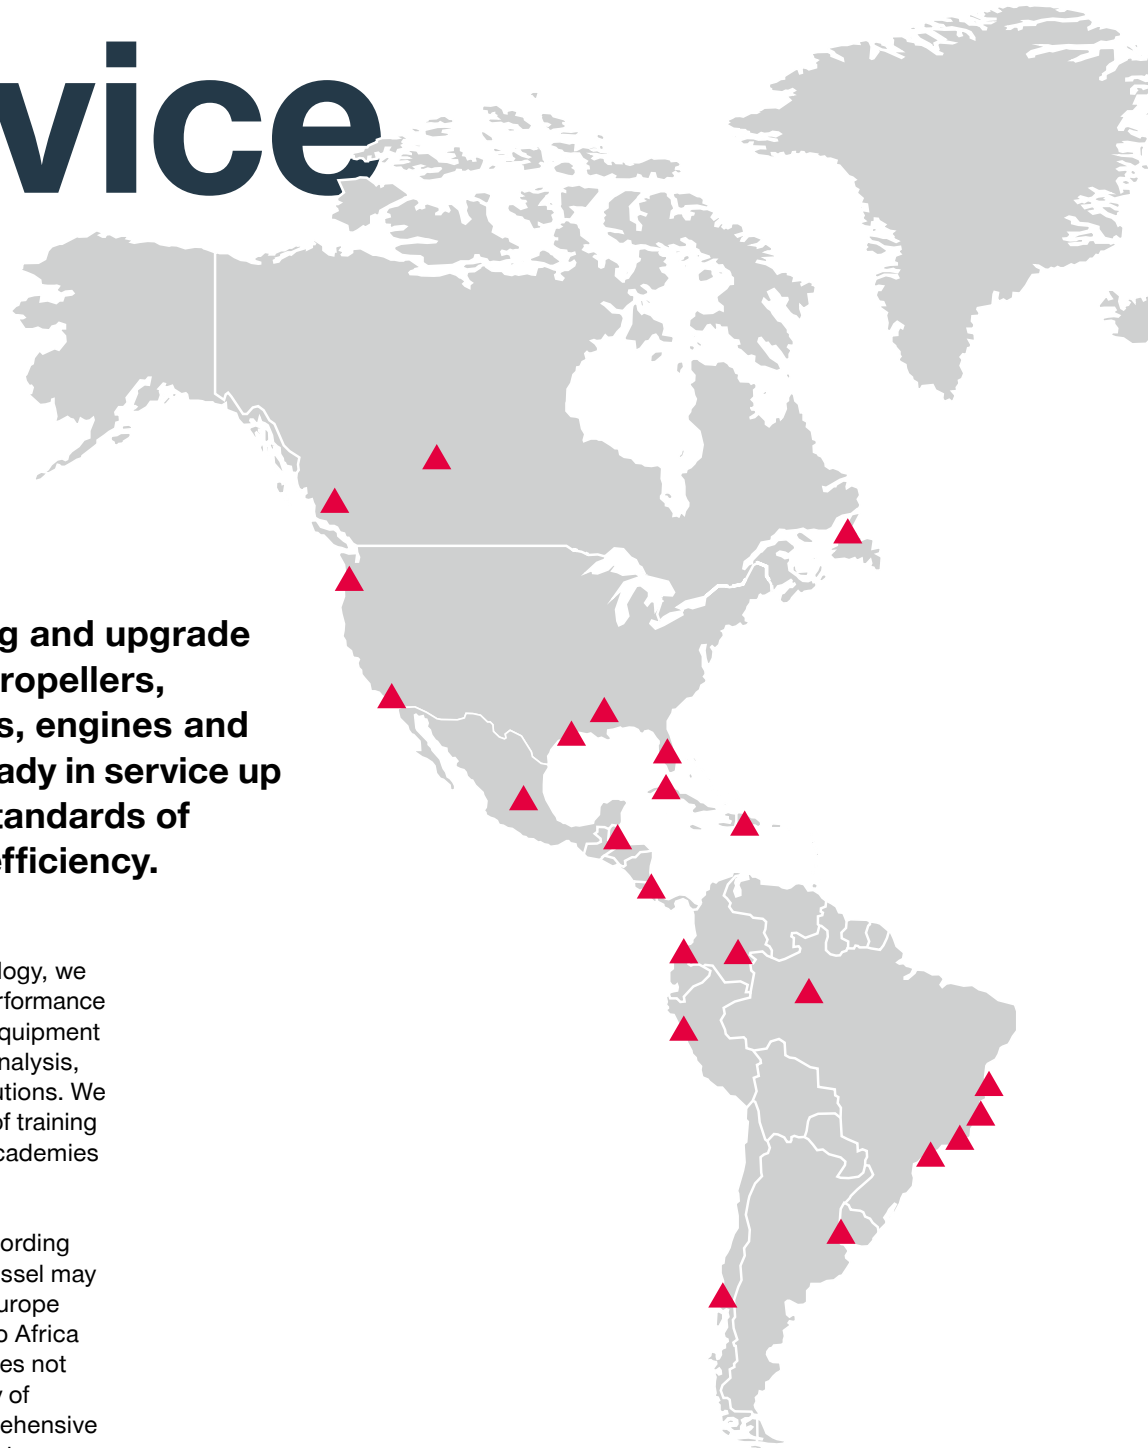 vice
g and upgrade
ropellers,
s, engines and
ady in service up
tandards of
efficiency.
logy, we
rformance
quipment
nalysis,
utions. We
of training
cademies
ording
ssel may
urope
o Africa
es not
of
ehensive